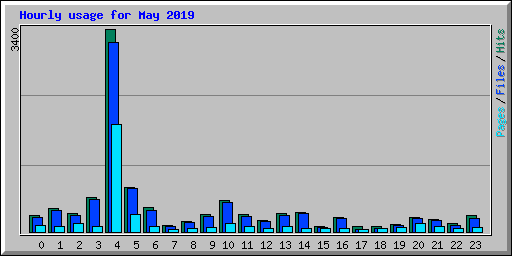 Hourly usage for May 2019
3400
Pages/Files/Hits
0 1 2 3 4 5 6 7 8 9 10 11 12 13 14 15 16 17 18 19 20 21 22 23